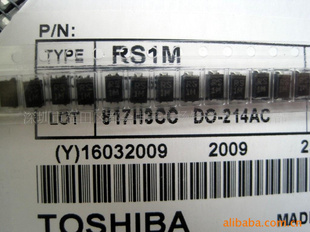 P/N:
TYPE RS1M
LOT 817H3CC DO-214AC
(Y)16032009 2009 2
TOSHIBA MADE
alibaba.com.cn